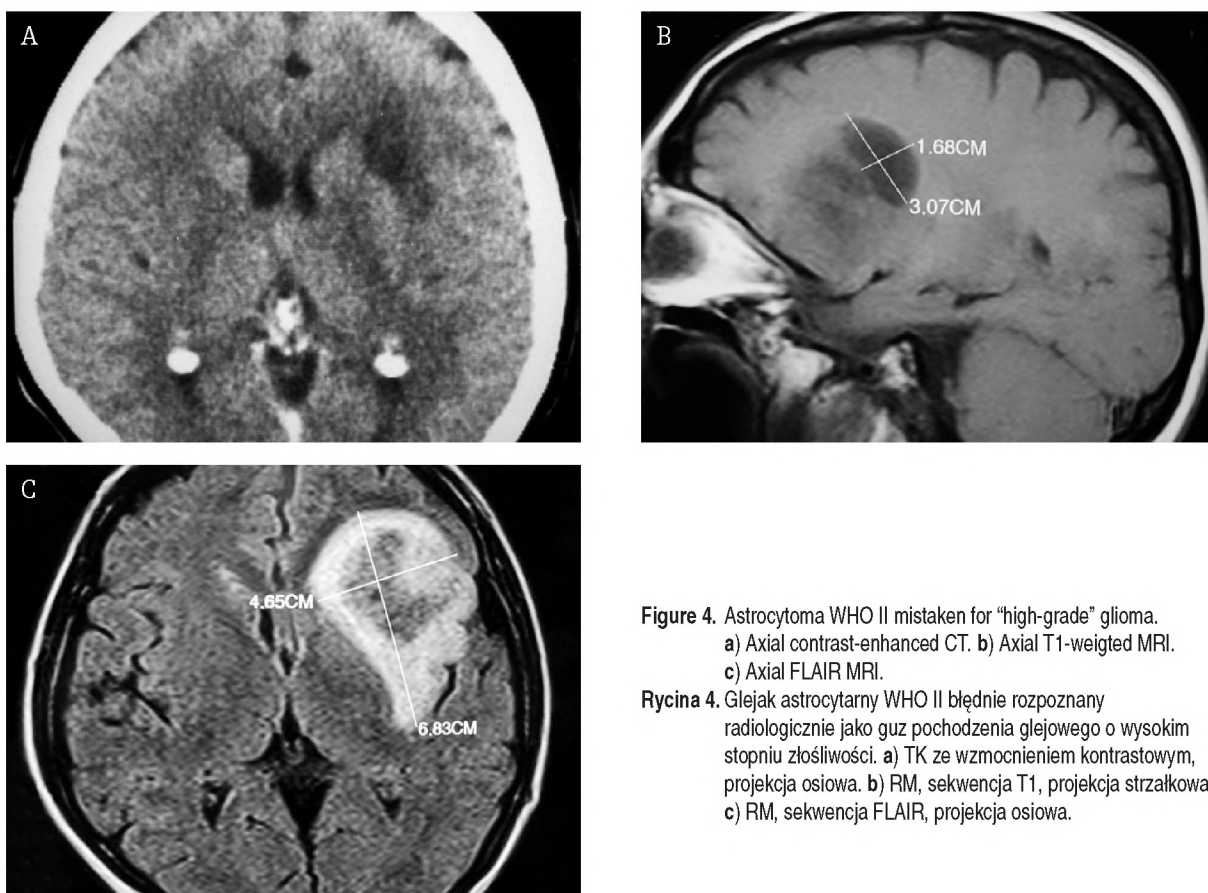 A
B
1.68CM
3.07CM
C
4.65CM
6.83CM
Figure 4. Astrocytoma WHO II mistaken for “high-grade” glioma.
a) Axial contrast-enhanced CT. b) Axial T1-weigted MRI.
c) Axial FLAIR MRI.
Rycina 4. Glejak astrocytarny WHO II błędnie rozpoznany
radiologicznie jako guz pochodzenia glejowego o wysokim
stopniu złośliwości. a) TK ze wzmocnieniem kontrastowym,
projekcja osiowa. b) RM, sekwencja T1, projekcja strzałkowa
c) RM, sekwencja FLAIR, projekcja osiowa.